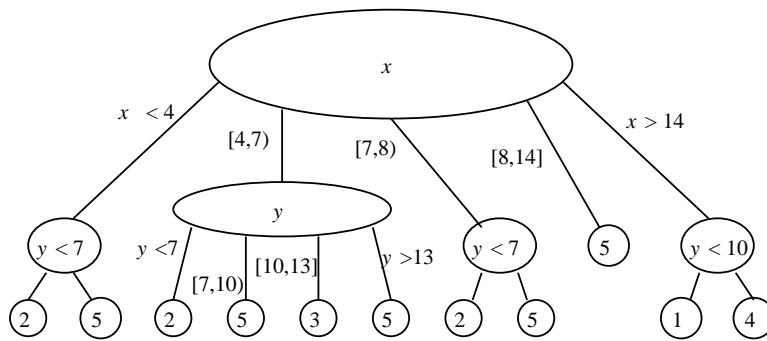 x
x < 4
[4,7)
[7,8)
[8,14]
x > 14
y < 7
y
y <7
[7,10)
[10,13]
y >13
y < 7
5
y < 10
2
5
2
5
3
5
2
5
1
4